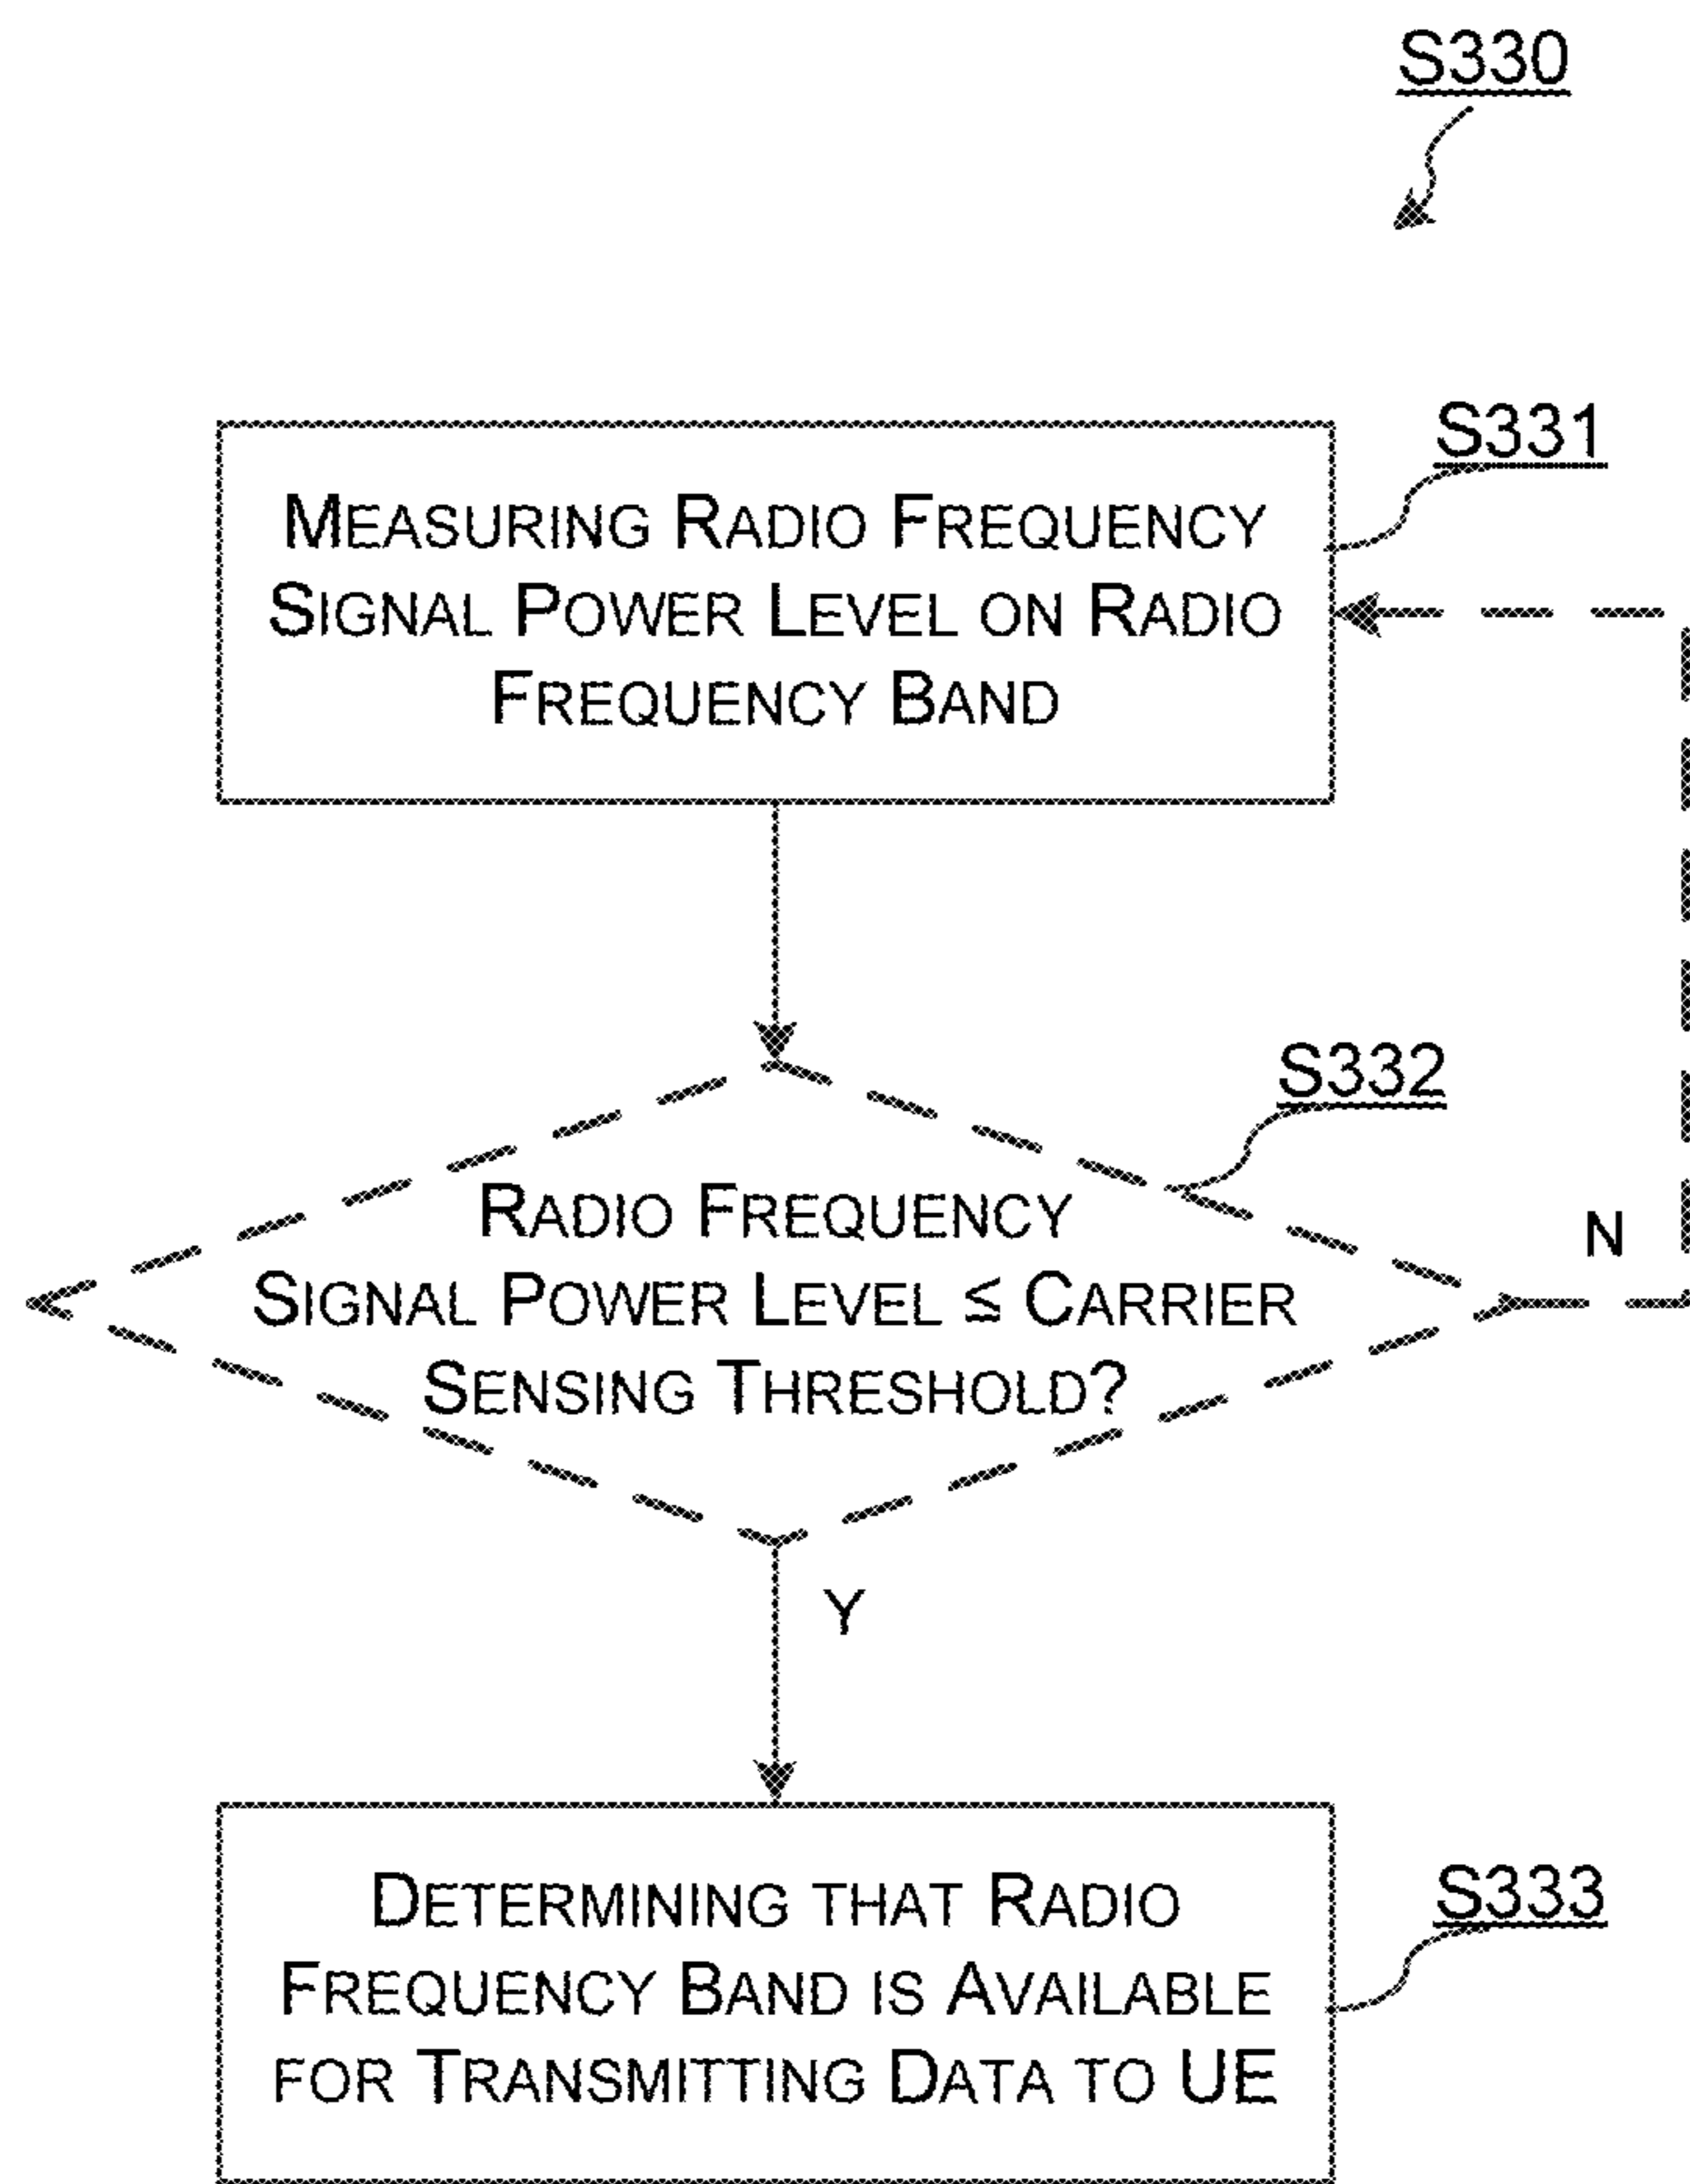 S330
S331
MEASURING RADIO FREQUENCY
SIGNAL POWER LEVEL ON RADIO
FREQUENCY BAND
S332
RADIO FREQUENCY
SIGNAL POWER LEVEL ≦ CARRIER
SENSING THRESHOLD?
N
Y
S333
DETERMINING THAT RADIO
FREQUENCY BAND IS AVAILABLE
FOR TRANSMITTING DATA TO UE